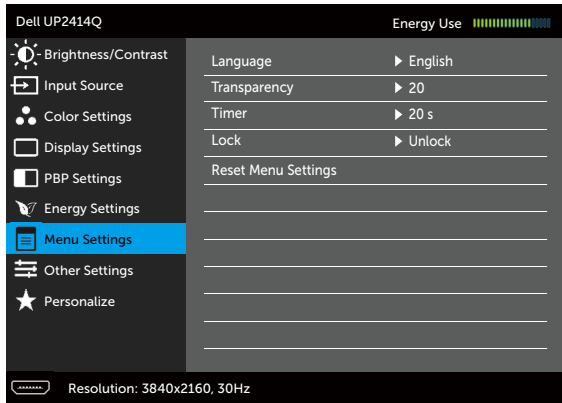 Dell UP2414Q
Energy Use
Brightness/Contrast
Input Source
Color Settings
Display Settings
PBP Settings
Energy Settings
Menu Settings
Other Settings
Personalize
Language English
Transparency 20
Timer 20 s
Lock Unlock
Reset Menu Settings
Resolution: 3840x2160, 30Hz